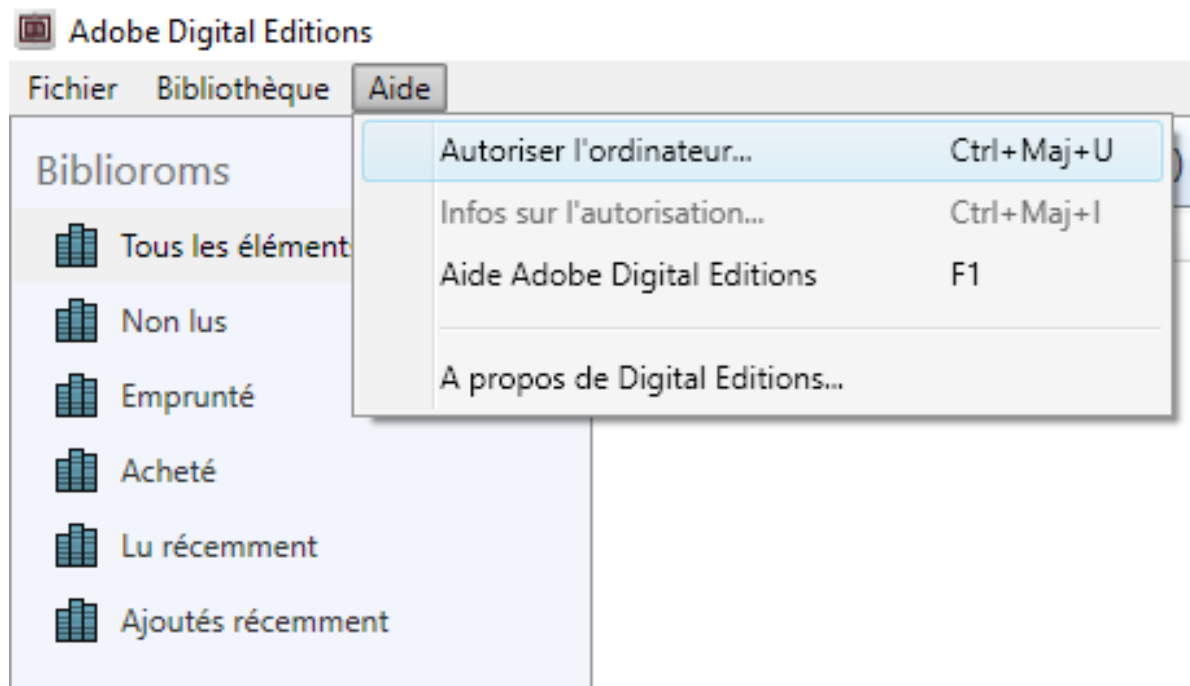 Adobe Digital Editions
Fichier Bibliothèque Aide
Autoriser l'ordinateur... Ctrl+Maj+U
Infos sur l'autorisation... Ctrl+Maj+I
Aide Adobe Digital Editions F1
A propos de Digital Editions...
Biblioroms
Tous les élément
Non lus
Emprunté
Acheté
Lu récemment
Ajoutés récemment